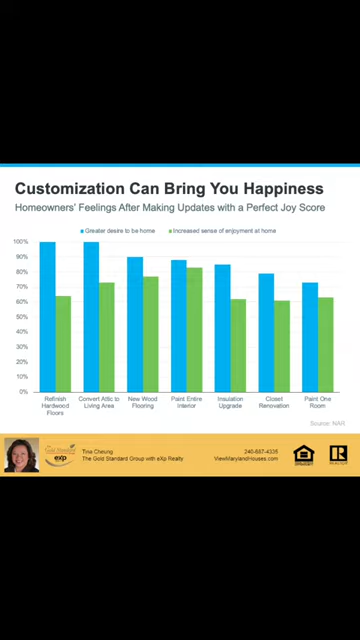 Customization Can Bring You Happiness
Homeowners' Feelings After Making Updates with a Perfect Joy Score
Greater desire to be home Increased sense of enjoyment at home
100%
90%
80%
70%
60%
50%
40%
30%
20%
10%
0%
Refinish Hardwood Floors
Convert Attic to Living Area
New Wood Flooring
Paint Entire Interior
Insulation Upgrade
Closet Renovation
Paint One Room
Source: NAR
Gold Standard
exp
Tina Cheung
The Gold Standard Group with eXp Realty
240-687-4335
ViewMarylandHouses.com
REALTOR